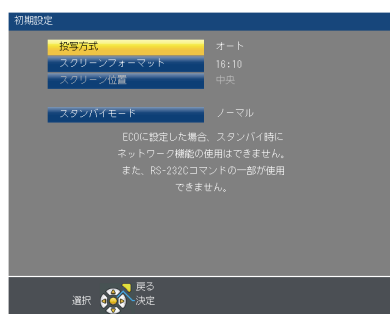 初期設定
投写方式 オート
スクリーンフォーマット 16:10
スクリーン位置 中央
スタンバイモード ノーマル
ECOに設定した場合、スタンバイ時に
ネットワーク機能の使用はできません。
また、RS-232Cコマンドの一部が使用
できません。
戻る
選択 決定